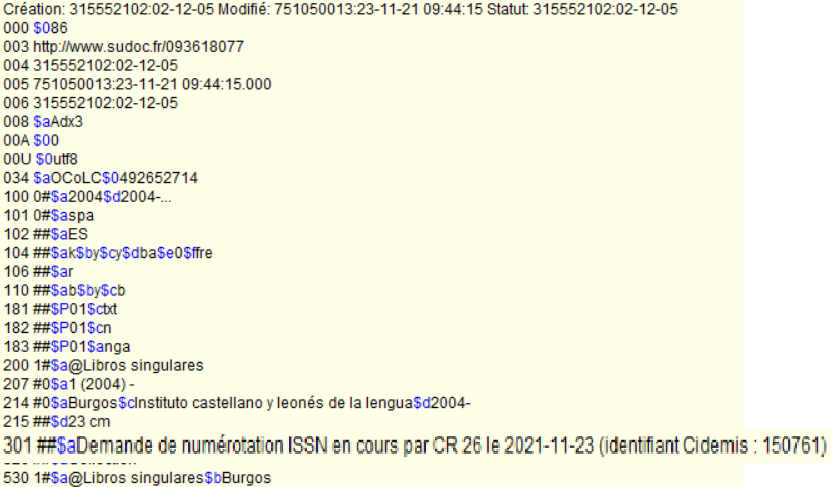 Création: 315552102:02-12-05 Modifié: 751050013:23-11-21 09:44:15 Statut: 315552102:02-12-05
000 $086
003 http://www.sudoc.fr/093618077
004 315552102:02-12-05
005 751050013:23-11-21 09:44:15.000
006 315552102:02-12-05
008 $aAdx3
00A $00
00U $0utf8
034 $aOCoLC$0492652714
100 0#$a2004$d2004-...
101 0#$aspa
102 ##$aES
104 ##$ak$by$cy$dba$e0$ffre
106 ##$ar
110 ##$ab$by$cb
181 ##$P01$ctxt
182 ##$P01$cn
183 ##$P01$anga
200 1#$a@Libros singulares
207 #0$a1 (2004) -
214 #0$aBurgos$cInstituto castellano y leonés de la lengua$d2004-
215 ##$d23 cm
301 ##$aDemande de numérotation ISSN en cours par CR 26 le 2021-11-23 (identifiant Cidemis : 150761)
530 1#$a@Libros singulares$bBurgos